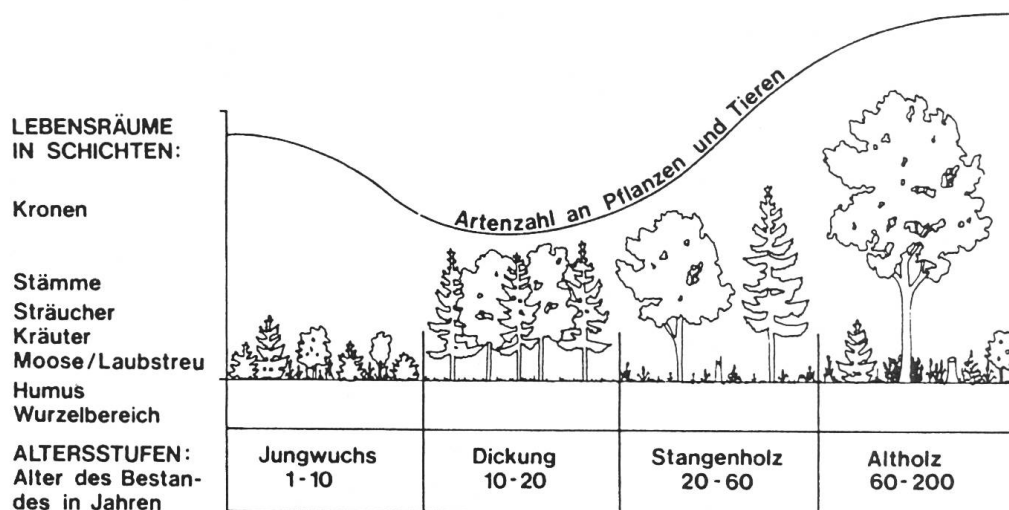 LEBENSRÄUME
IN SCHICHTEN:
Kronen
Artenzahl an Pflanzen und Tieren
Stämme
Sträucher
Kräuter
Moose/Laubstreu
Humus
Wurzelbereich
ALTERSSTUFEN:
Alter des Bestan-
des in Jahren
Jungwuchs
1-10
Dickung
10-20
Stangenholz
20-60
Altholz
60-200